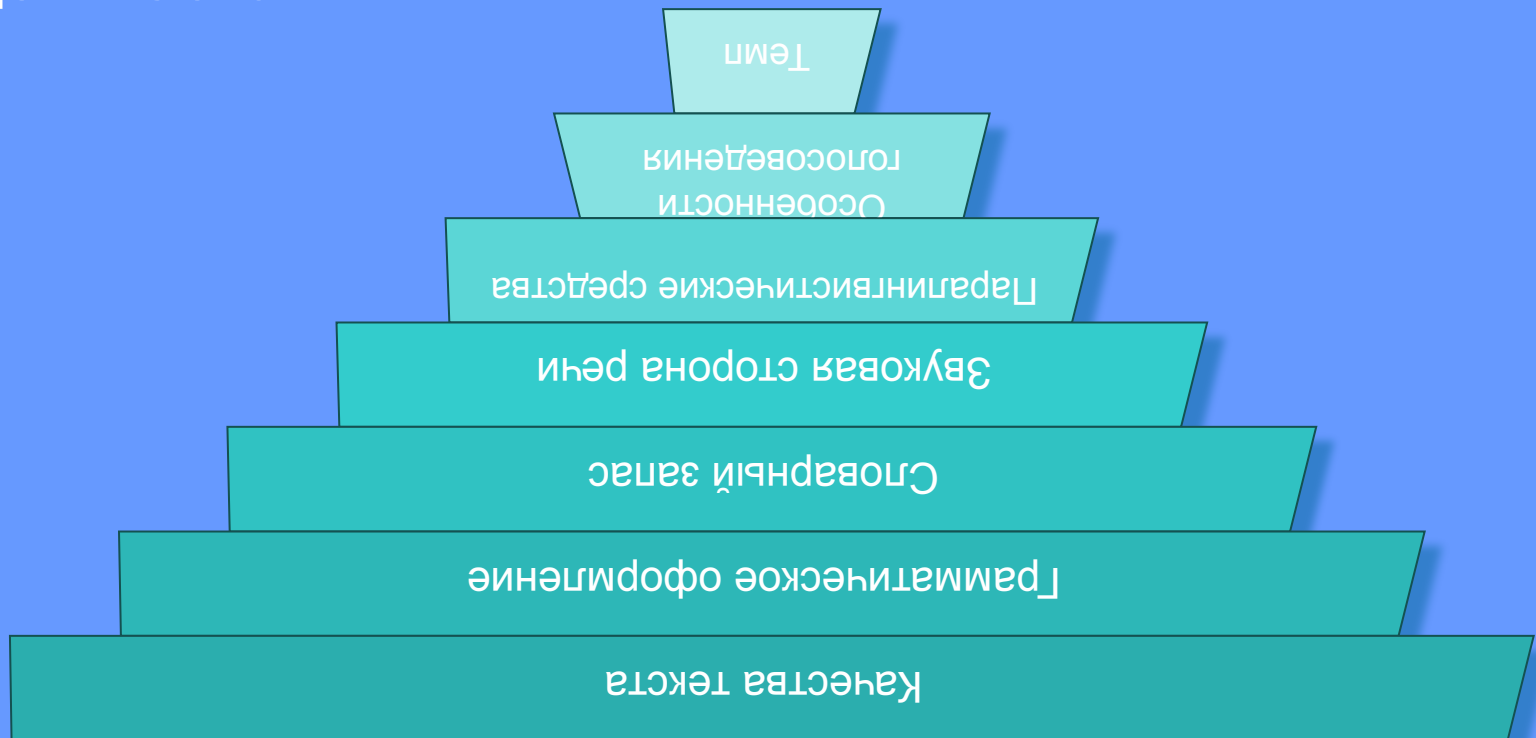 Качества текста
Грамматическое оформление
Словарный запас
Звуковая сторона речи
Паралингвистические средства
Особенности
голосоведения
Темп